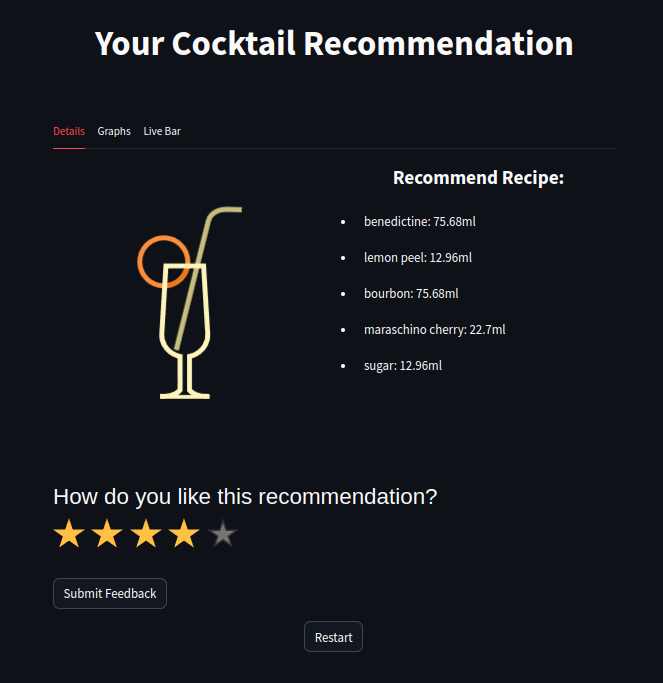 Your Cocktail Recommendation
Details Graphs Live Bar
Recommend Recipe:
benedictine: 75.68ml
lemon peel: 12.96ml
bourbon: 75.68ml
maraschino cherry: 22.7ml
sugar: 12.96ml
How do you like this recommendation?
Submit Feedback
Restart